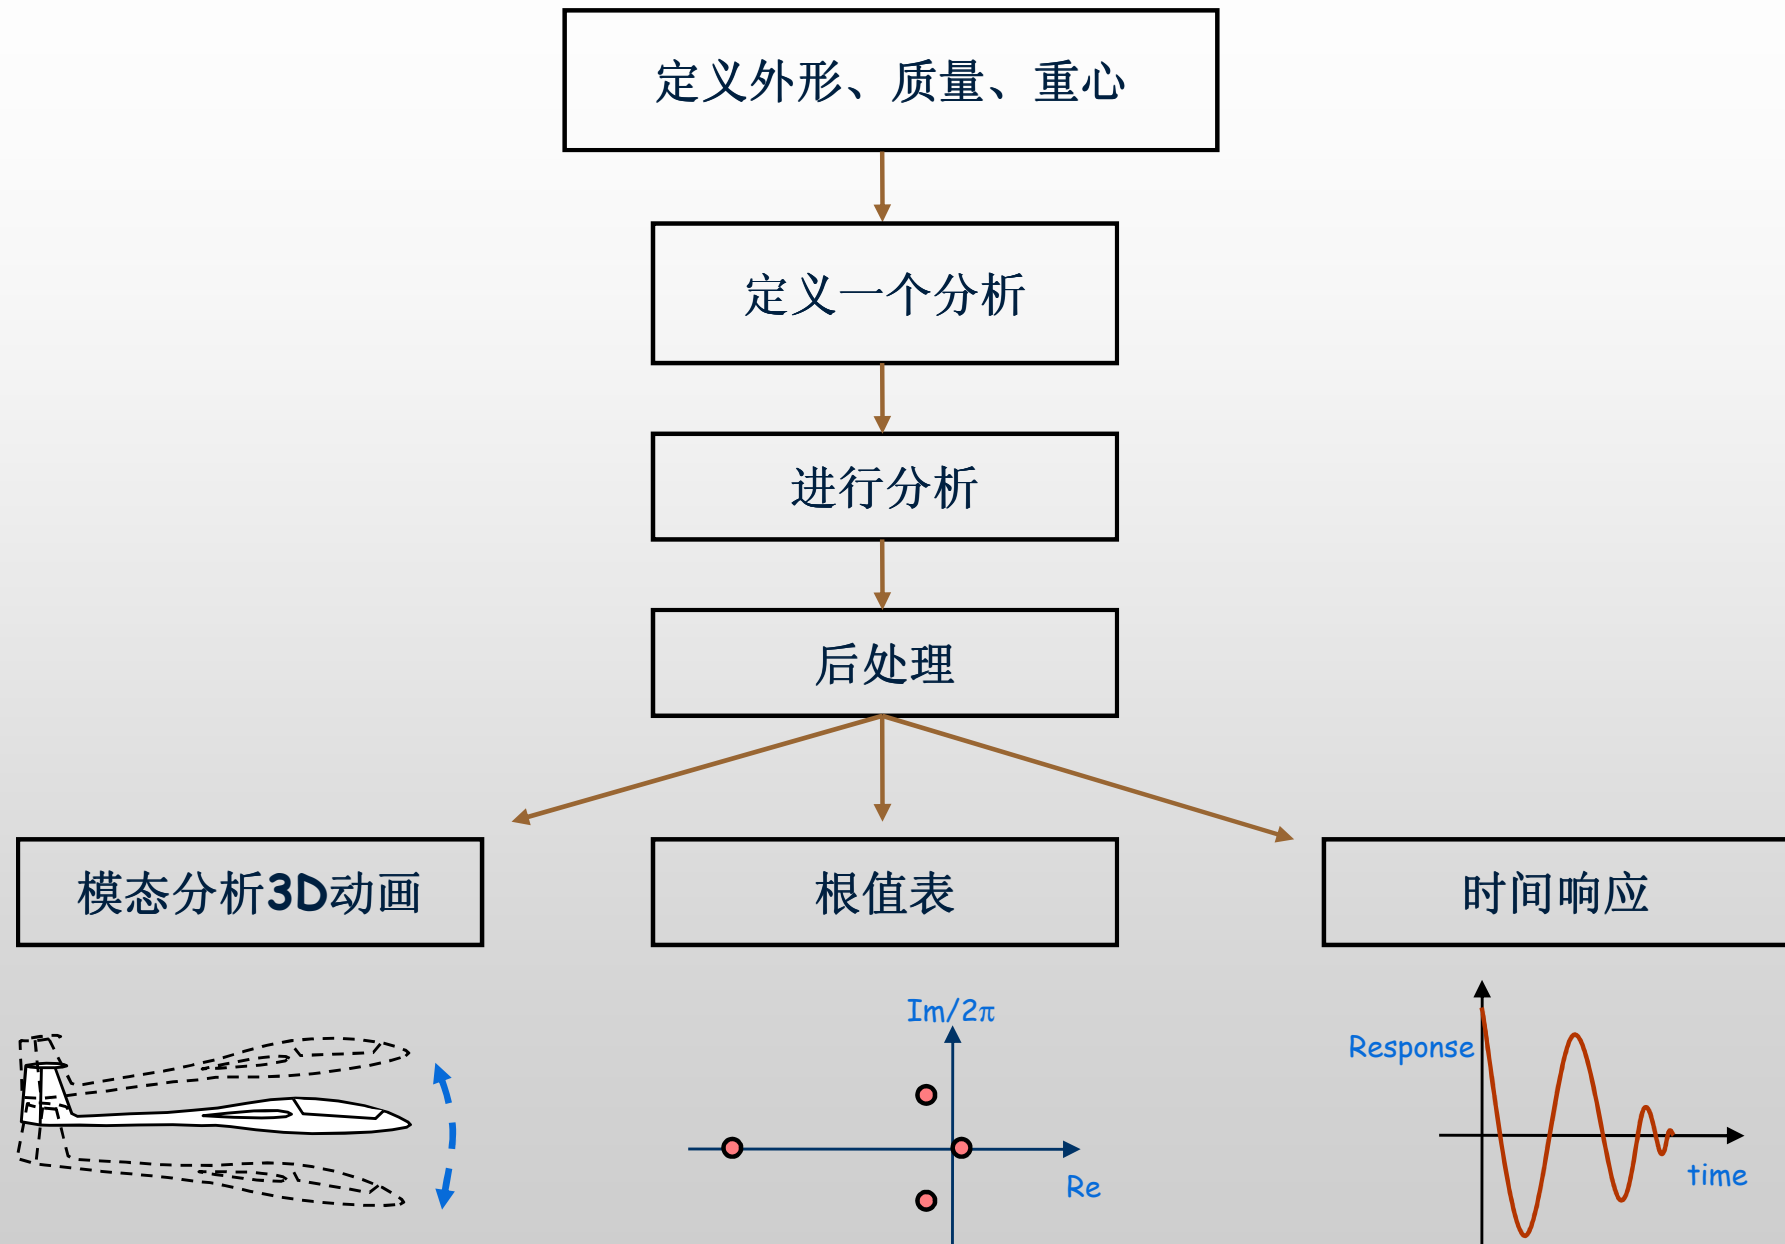 定义外形、质量、重心
定义一个分析
进行分析
后处理
模态分析3D动画
根值表
时间响应
Im/2π
Re
Response
time